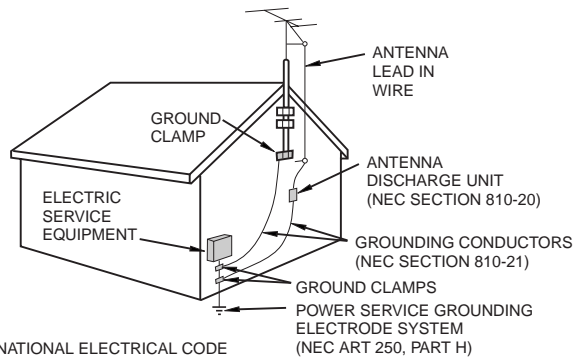 ANTENNA
LEAD IN
WIRE
GROUND
CLAMP
ANTENNA
DISCHARGE UNIT
(NEC SECTION 810-20)
ELECTRIC
SERVICE
EQUIPMENT
GROUNDING CONDUCTORS
(NEC SECTION 810-21)
GROUND CLAMPS
POWER SERVICE GROUNDING
ELECTRODE SYSTEM
(NEC ART 250, PART H)
NATIONAL ELECTRICAL CODE